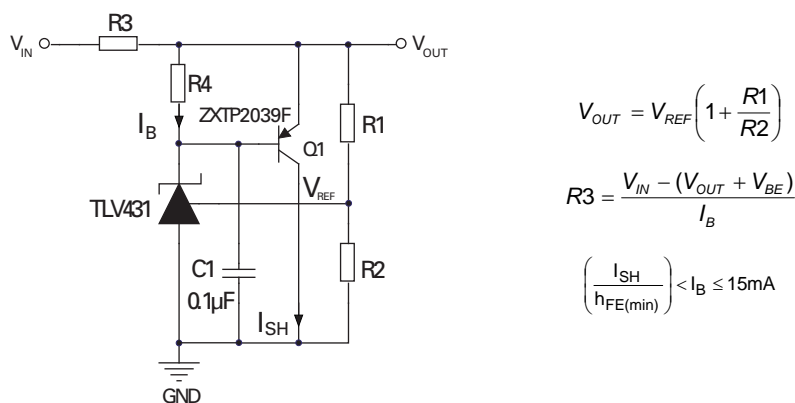 R3
V_IN
V_OUT
R4
I_B
ZXTP2039F
Q1
R1
V_REF
TLV431
C1
0.1µF
R2
I_SH
GND
V_OUT = V_REF(1 + R1/R2)
R3 = (V_IN − (V_OUT + V_BE))/I_B
(I_SH/h_FE(min)) < I_B ≤ 15mA